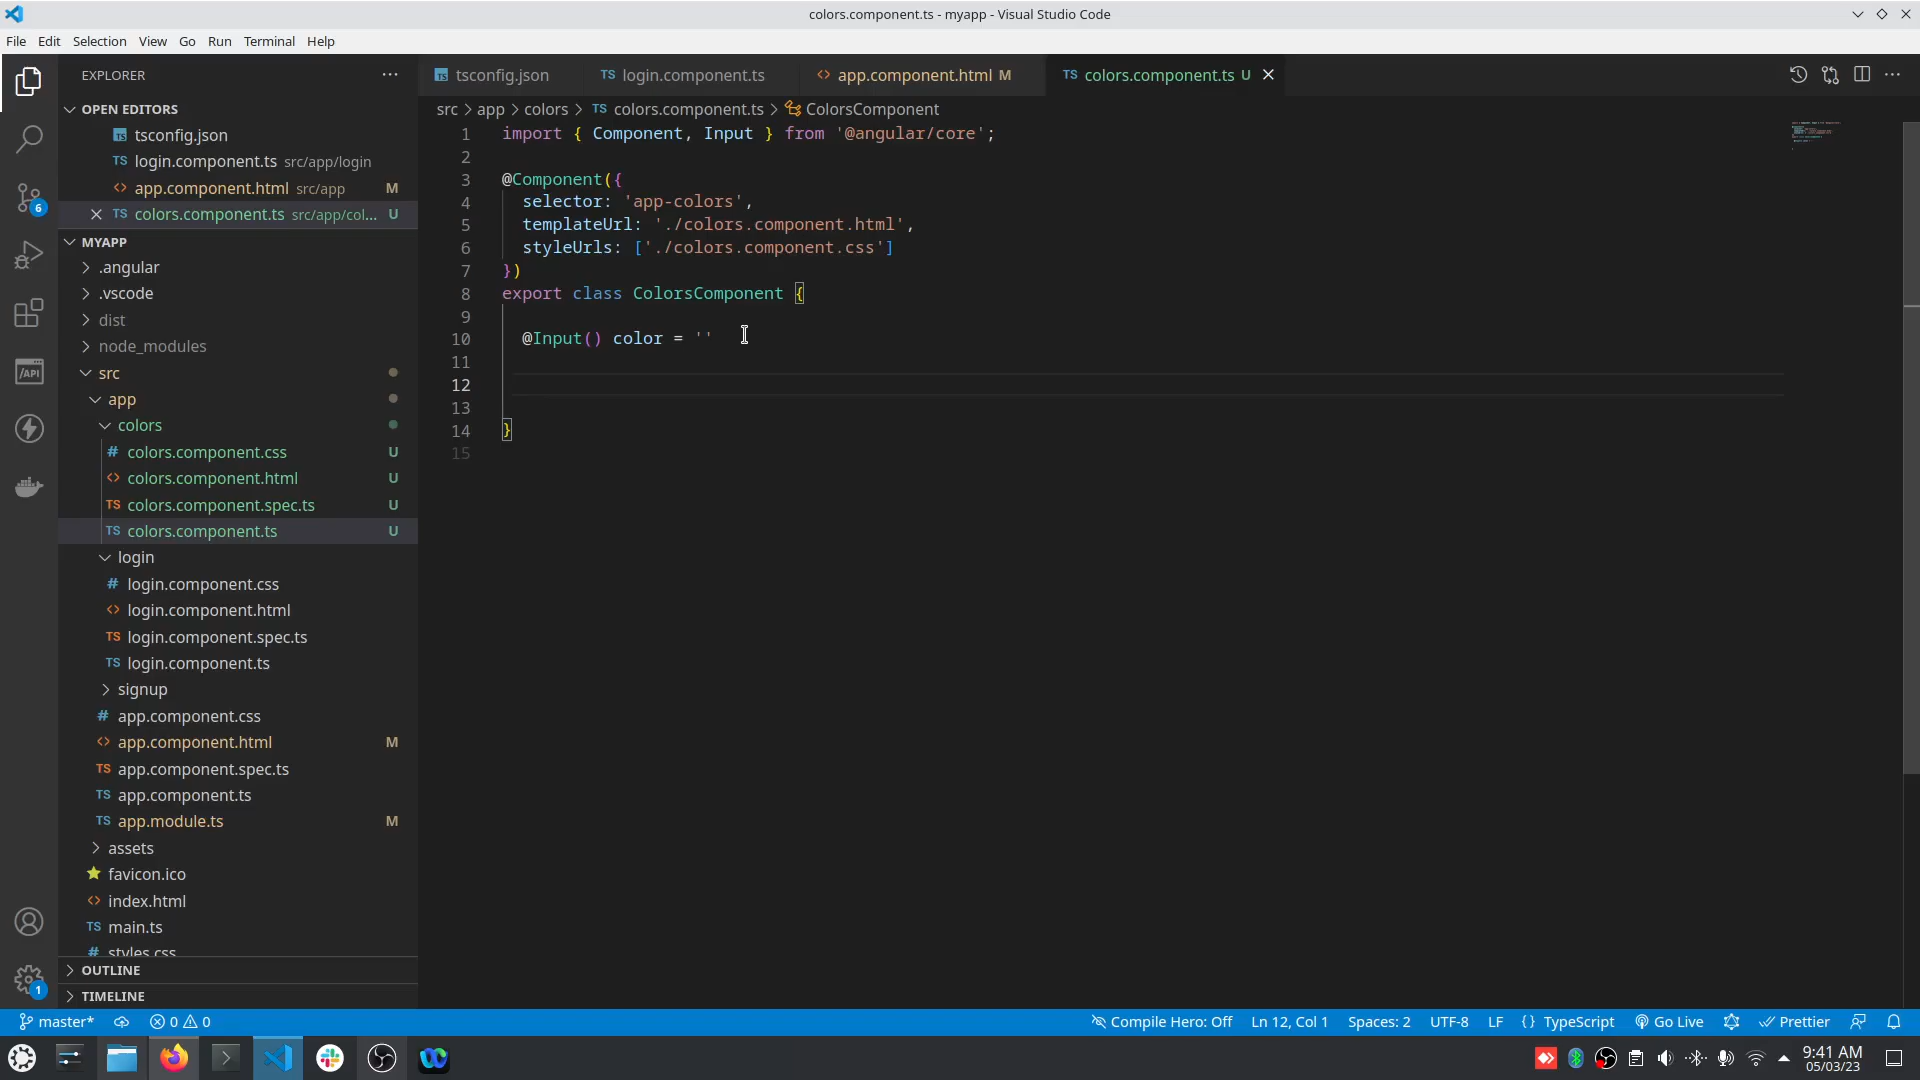 colors.component.ts - myapp - Visual Studio Code
File Edit Selection View Go Run Terminal Help
EXPLORER
tsconfig.json
TS login.component.ts
<> app.component.html M
TS colors.component.ts U
OPEN EDITORS
tsconfig.json
TS login.component.ts src/app/login
<> app.component.html src/app M
TS colors.component.ts src/app/col... U
MYAPP
.angular
.vscode
dist
node_modules
src
app
colors
# colors.component.css U
<> colors.component.html U
TS colors.component.spec.ts U
TS colors.component.ts U
login
# login.component.css
<> login.component.html
TS login.component.spec.ts
TS login.component.ts
signup
# app.component.css
<> app.component.html M
TS app.component.spec.ts
TS app.component.ts
TS app.module.ts M
assets
favicon.ico
<> index.html
TS main.ts
# styles.css
OUTLINE
TIMELINE
6
API
1
src > app > colors > TS colors.component.ts > ColorsComponent
1 import { Component, Input } from '@angular/core';
2
3 @Component({
4 selector: 'app-colors',
5 templateUrl: './colors.component.html',
6 styleUrls: ['./colors.component.css']
7 })
8 export class ColorsComponent {
9
10 @Input() color = ''
11
12
13
14 }
15
master* 0 0 Compile Hero: Off Ln 12, Col 1 Spaces: 2 UTF-8 LF {} TypeScript Go Live Prettier
9:41 AM
05/03/23